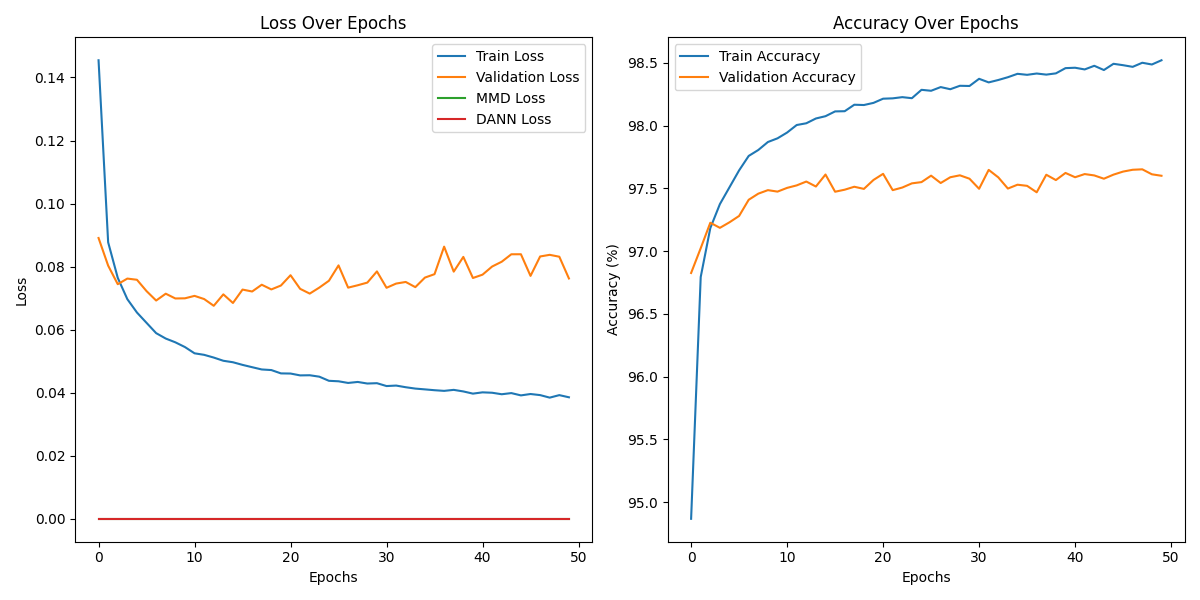 Loss Over Epochs
Train Loss
Validation Loss
MMD Loss
DANN Loss
0.14
0.12
0.10
0.08
0.06
0.04
0.02
0.00
Loss
0 10 20 30 40 50
Epochs
Accuracy Over Epochs
Train Accuracy
Validation Accuracy
98.5
98.0
97.5
97.0
96.5
96.0
95.5
95.0
Accuracy (%)
0 10 20 30 40 50
Epochs